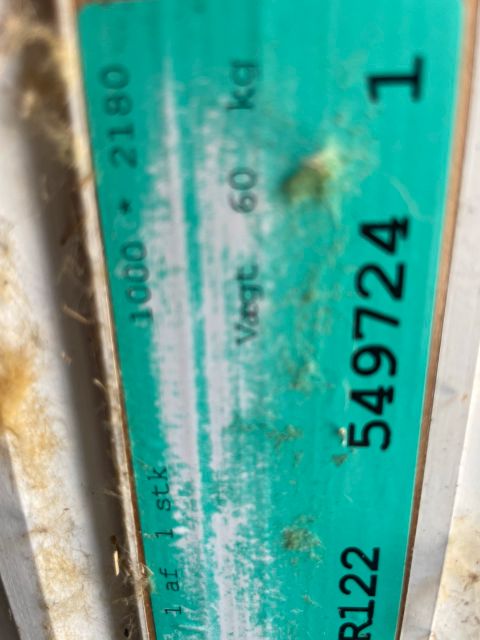 1 af 1 stk 1000 * 2180
Vægt 60 kg
R122 549724 1